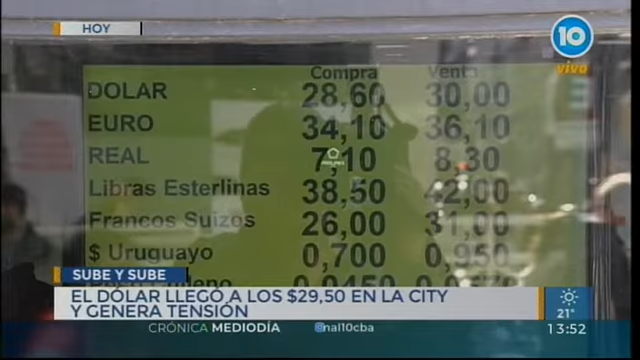 HOY
10
vivo
Compra Venta
DOLAR 28,60 30,00
EURO 34,10 36,10
REAL 7,10 8,30
Libras Esterlinas 38,50 42,00
Francos Suizos 26,00 31,00
$ Uruguayo 0,700 0,950
SUBE Y SUBE
EL DÓLAR LLEGÓ A LOS $29,50 EN LA CITY
Y GENERA TENSIÓN
21°
CRÓNICA MEDIODÍA nal10cba 13:52